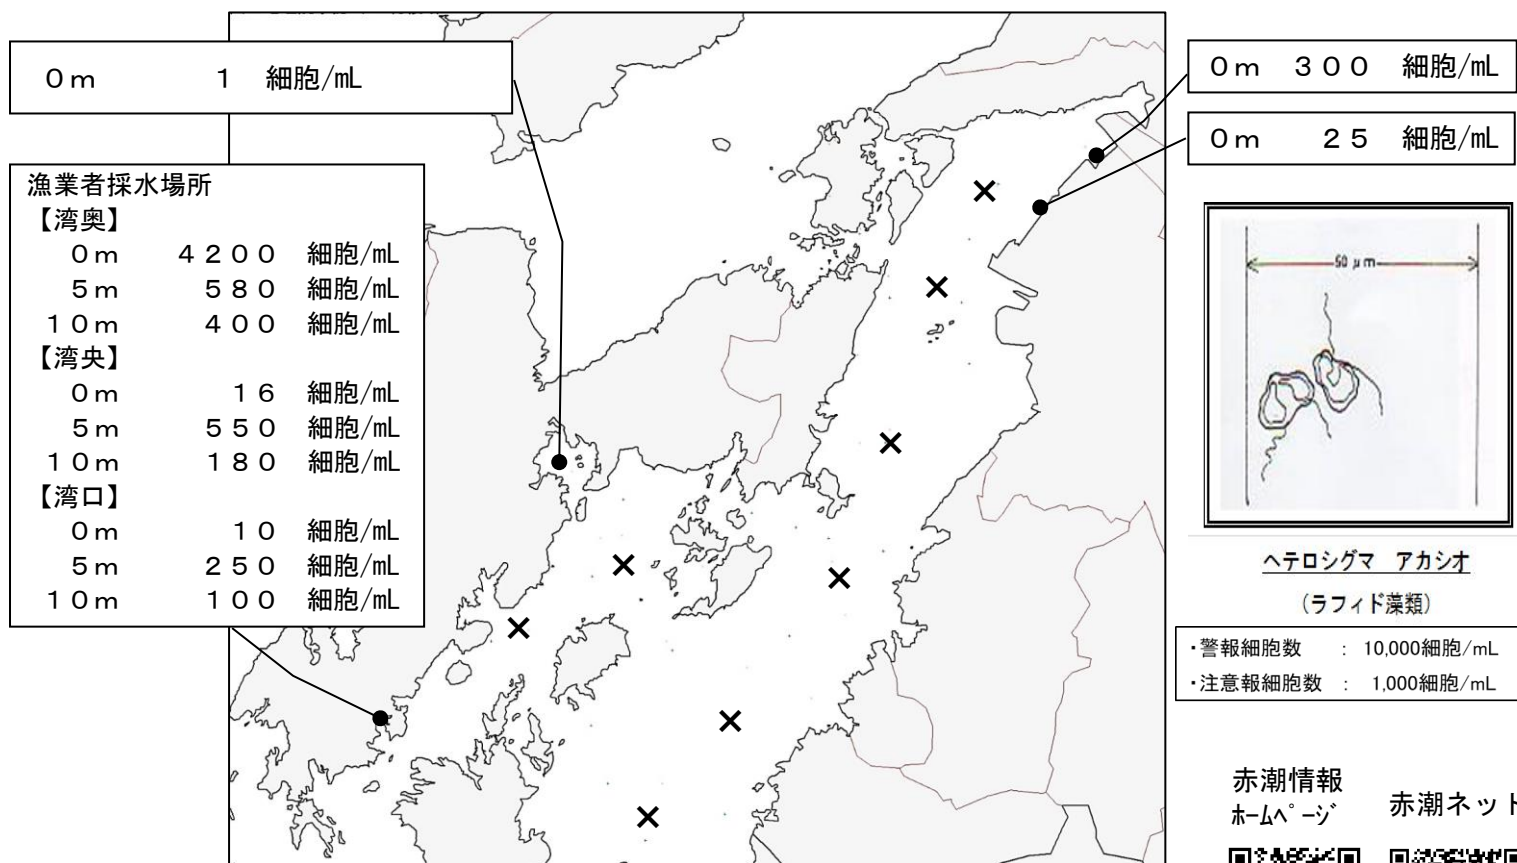 ０ｍ　１　細胞/mL
漁業者採水場所
【湾奥】
０ｍ　４２００　細胞/mL
５ｍ　５８０　細胞/mL
１０ｍ　４００　細胞/mL
【湾央】
０ｍ　１６　細胞/mL
５ｍ　５５０　細胞/mL
１０ｍ　１８０　細胞/mL
【湾口】
０ｍ　１０　細胞/mL
５ｍ　２５０　細胞/mL
１０ｍ　１００　細胞/mL
０ｍ　３００　細胞/mL
０ｍ　２５　細胞/mL
50 μm
ヘテロシグマ　アカシオ
（ラフィド藻類）
・警報細胞数　：　10,000細胞/mL
・注意報細胞数　：　1,000細胞/mL
赤潮情報
ﾎｰﾑﾍﾟｰｼﾞ
赤潮ネット